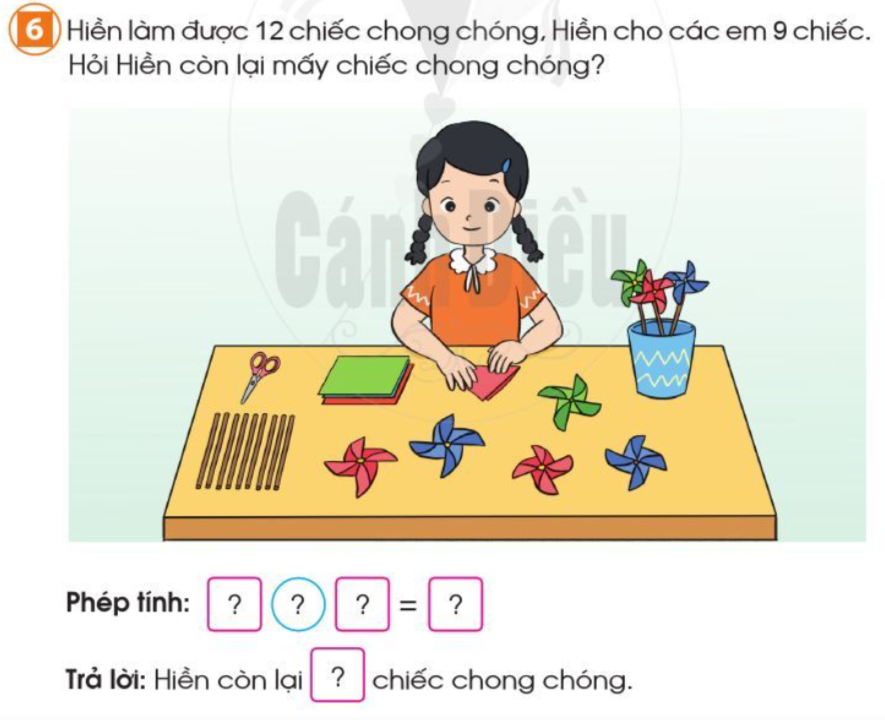 6 Hiền làm được 12 chiếc chong chóng, Hiền cho các em 9 chiếc.
Hỏi Hiền còn lại mấy chiếc chong chóng?
Cánh Diều
Phép tính: ? ? ? = ?
Trả lời: Hiền còn lại ? chiếc chong chóng.